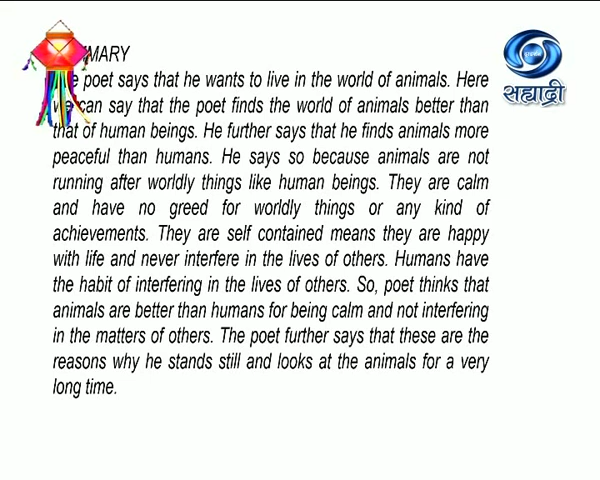 MARY
poet says that he wants to live in the world of animals. Here
we can say that the poet finds the world of animals better than
that of human beings. He further says that he finds animals more
peaceful than humans. He says so because animals are not
running after worldly things like human beings. They are calm
and have no greed for worldly things or any kind of
achievements. They are self contained means they are happy
with life and never interfere in the lives of others. Humans have
the habit of interfering in the lives of others. So, poet thinks that
animals are better than humans for being calm and not interfering
in the matters of others. The poet further says that these are the
reasons why he stands still and looks at the animals for a very
long time.
सह्याद्री